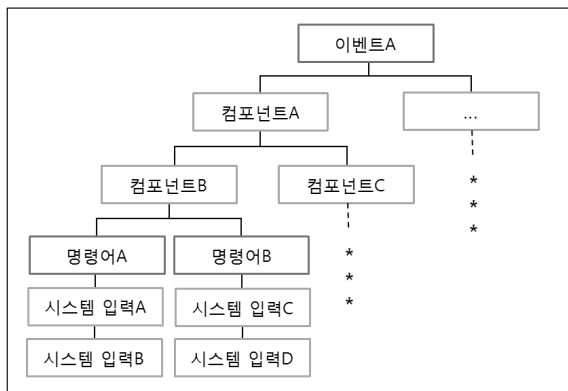 이벤트A
컴포넌트A
...
컴포넌트B
컴포넌트C
*
*
*
명령어A
명령어B
*
*
*
시스템 입력A
시스템 입력C
시스템 입력B
시스템 입력D